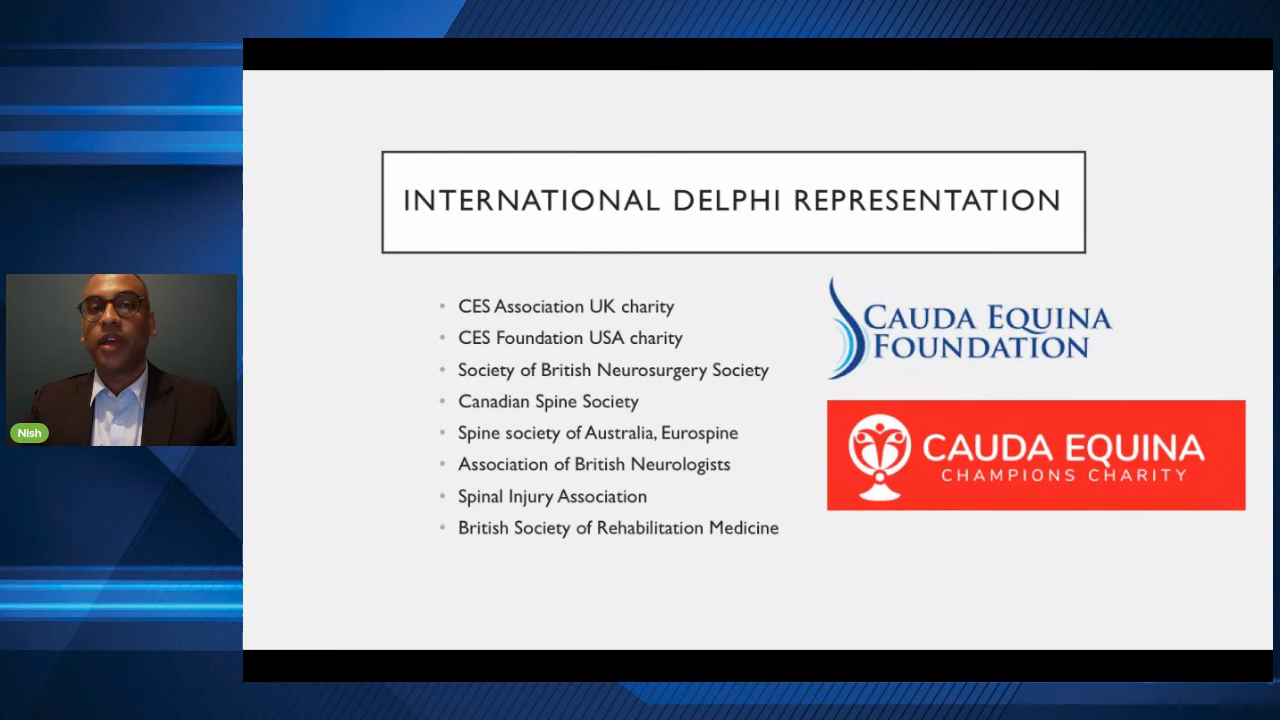 INTERNATIONAL DELPHI REPRESENTATION
• CES Association UK charity
• CES Foundation USA charity
• Society of British Neurosurgery Society
• Canadian Spine Society
• Spine society of Australia, Eurospine
• Association of British Neurologists
• Spinal Injury Association
• British Society of Rehabilitation Medicine
CAUDA EQUINA
FOUNDATION
CAUDA EQUINA
CHAMPIONS CHARITY
Nish